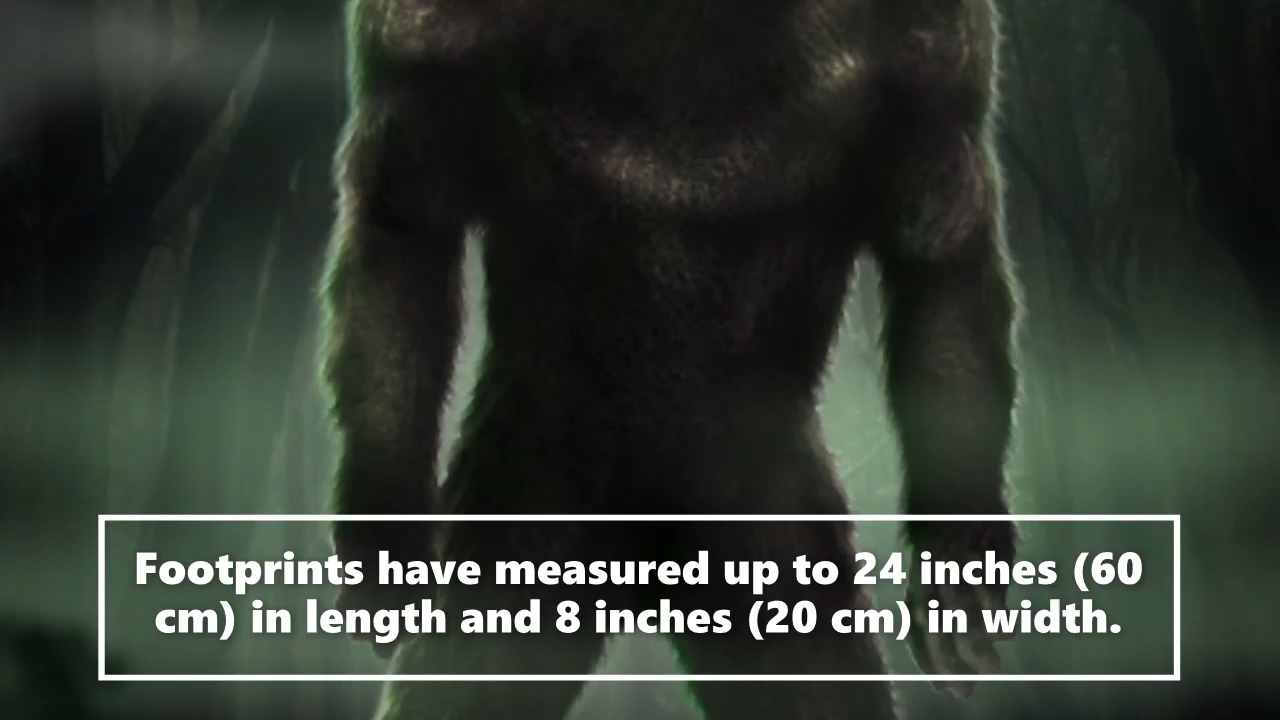 Footprints have measured up to 24 inches (60
cm) in length and 8 inches (20 cm) in width.